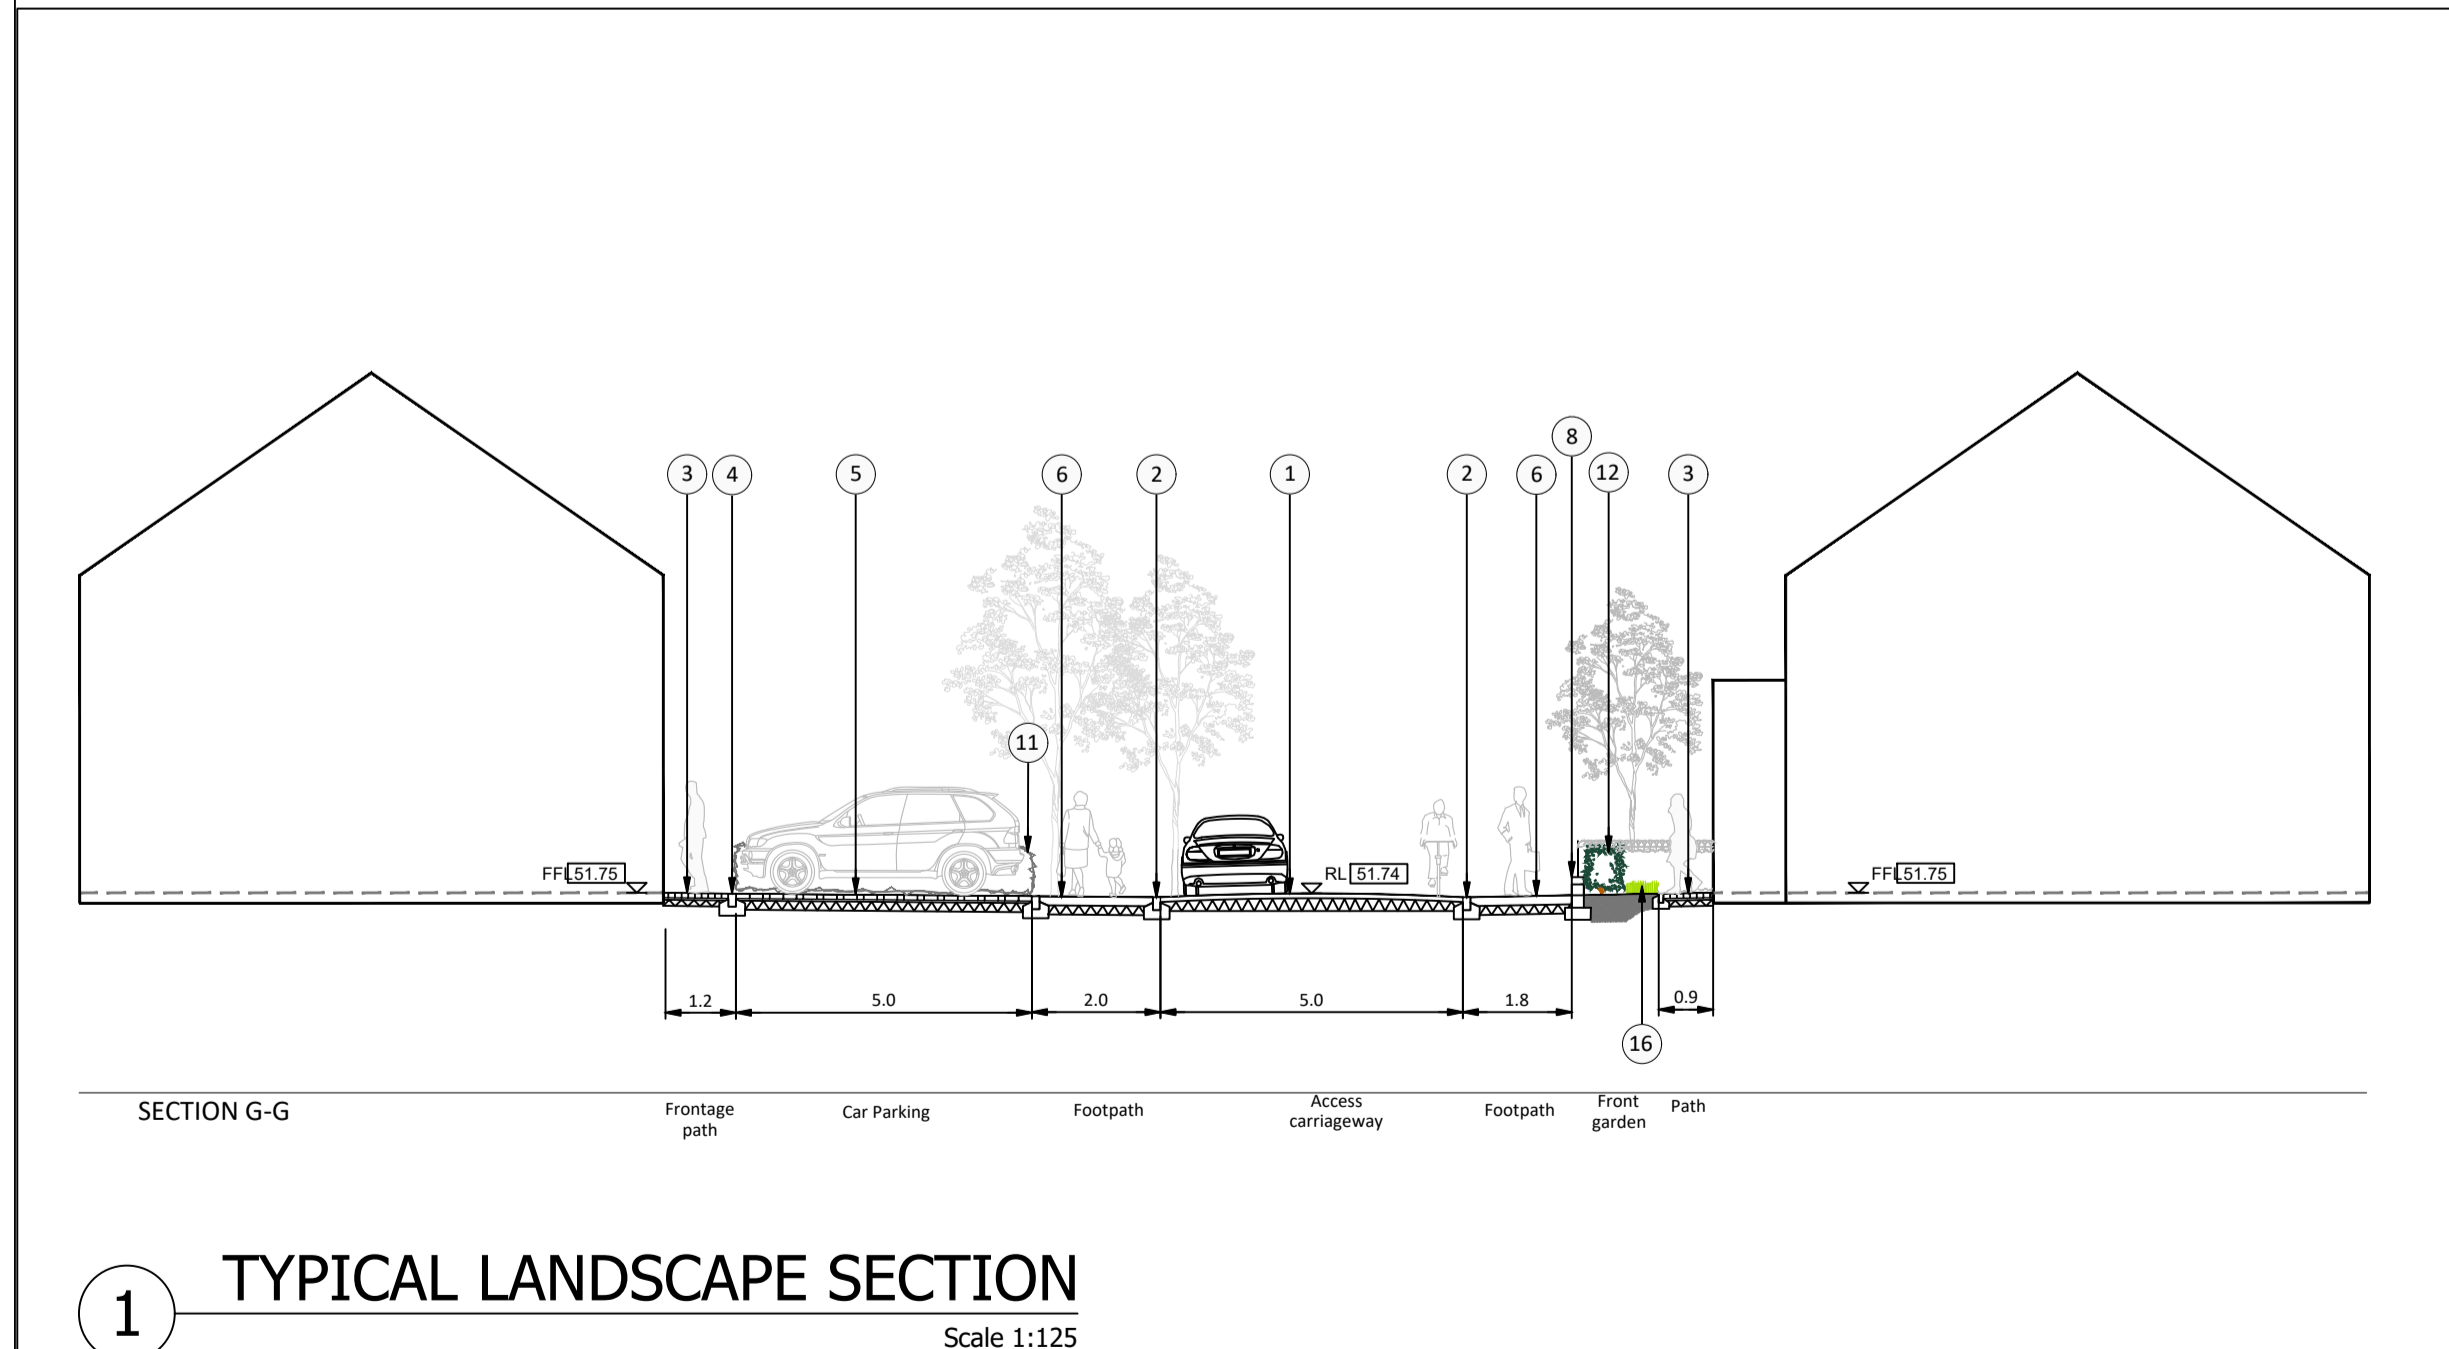 8
3 4 5 6 2 1 2 6 12 3
11
FFL 51.75
RL 51.74
FFL 51.75
1.2 5.0 2.0 5.0 1.8 0.9
16
SECTION G-G
Frontage
path
Car Parking
Footpath
Access
carriageway
Footpath
Front
garden
Path
1
TYPICAL LANDSCAPE SECTION
Scale 1:125